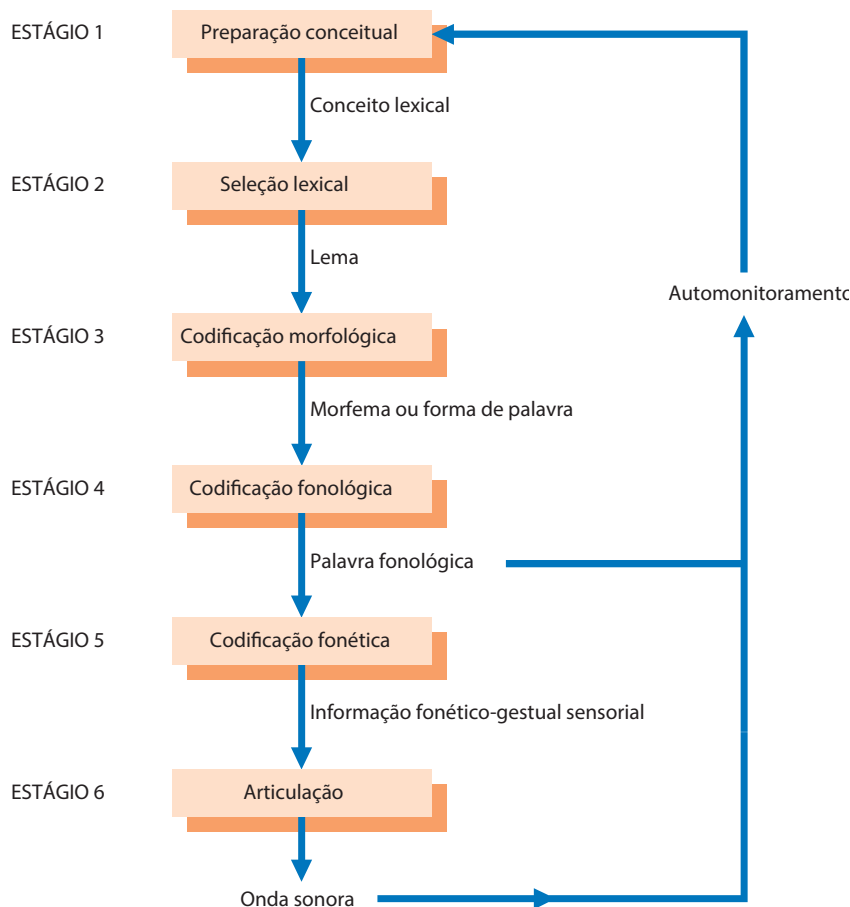 ESTÁGIO 1
Preparação conceitual
Conceito lexical
ESTÁGIO 2
Seleção lexical
Lema
Automonitoramento
ESTÁGIO 3
Codificação morfológica
Morfema ou forma de palavra
ESTÁGIO 4
Codificação fonológica
Palavra fonológica
ESTÁGIO 5
Codificação fonética
Informação fonético-gestual sensorial
ESTÁGIO 6
Articulação
Onda sonora